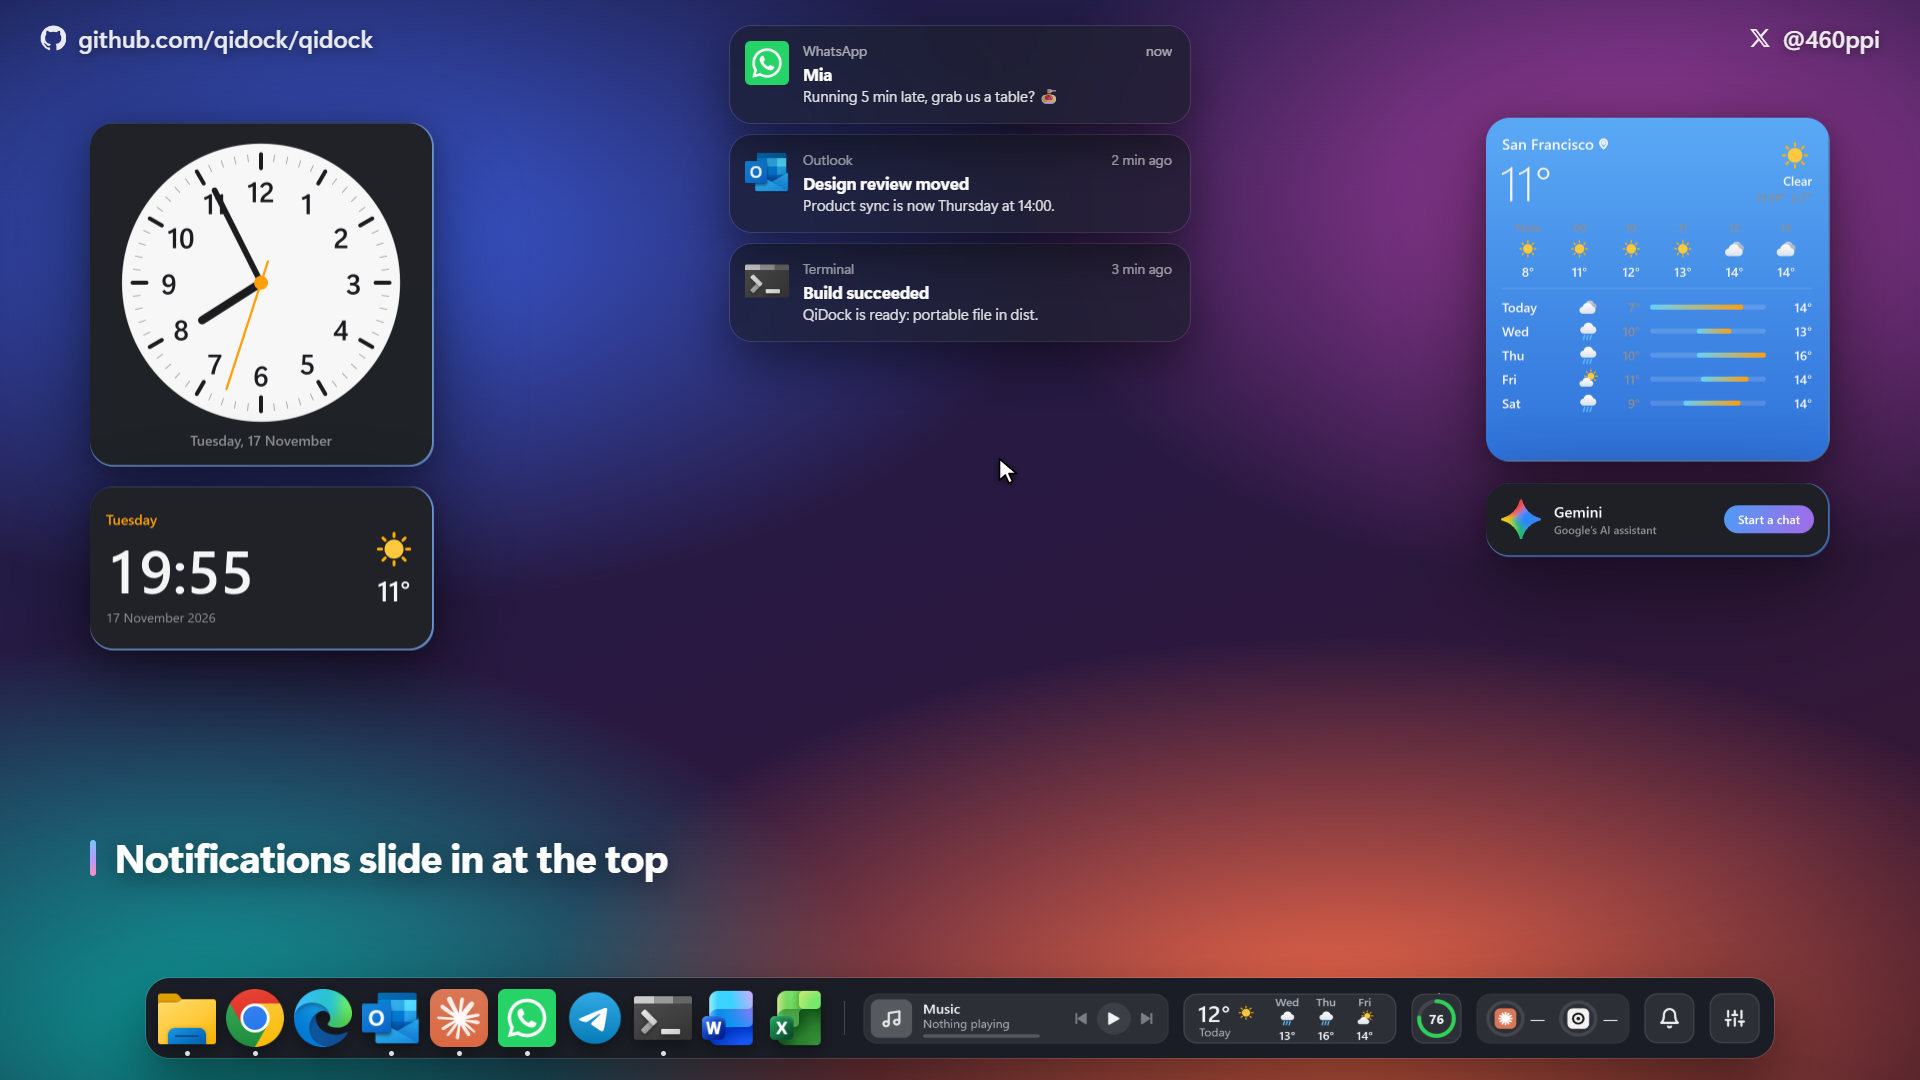 github.com/qidock/qidock
@460ppi
WhatsApp
now
Mia
Running 5 min late, grab us a table? 🍝
Outlook
2 min ago
Design review moved
Product sync is now Thursday at 14:00.
Terminal
3 min ago
Build succeeded
QiDock is ready: portable file in dist.
12
1
2
3
4
5
6
7
8
9
10
11
Tuesday, 17 November
Tuesday
19:55
11°
17 November 2026
San Francisco
11°
Clear
8° 11° 12° 13° 14° 14°
Today 7° 14°
Wed 10° 13°
Thu 10° 16°
Fri 11° 14°
Sat 9° 14°
Gemini
Google's AI assistant
Start a chat
Notifications slide in at the top
Music
Nothing playing
12°
Today
Wed Thu Fri
13° 16° 14°
76